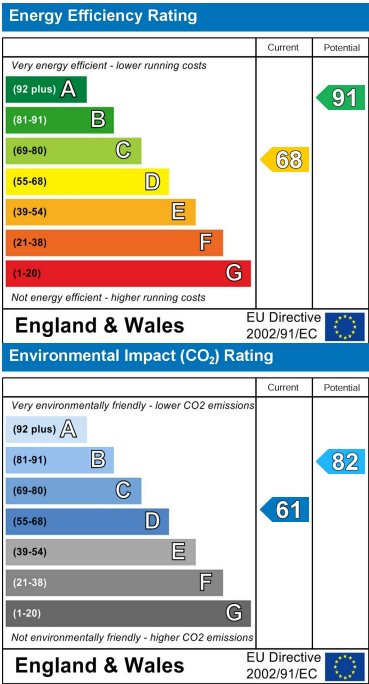 Energy Efficiency Rating
Current Potential
Very energy efficient - lower running costs
(92 plus) A
91
(81-91) B
(69-80) C
68
(55-68) D
(39-54) E
(21-38) F
(1-20) G
Not energy efficient - higher running costs
England & Wales
EU Directive
2002/91/EC
Environmental Impact (CO₂) Rating
Current Potential
Very environmentally friendly - lower CO2 emissions
(92 plus) A
(81-91) B
82
(69-80) C
61
(55-68) D
(39-54) E
(21-38) F
(1-20) G
Not environmentally friendly - higher CO2 emissions
England & Wales
EU Directive
2002/91/EC